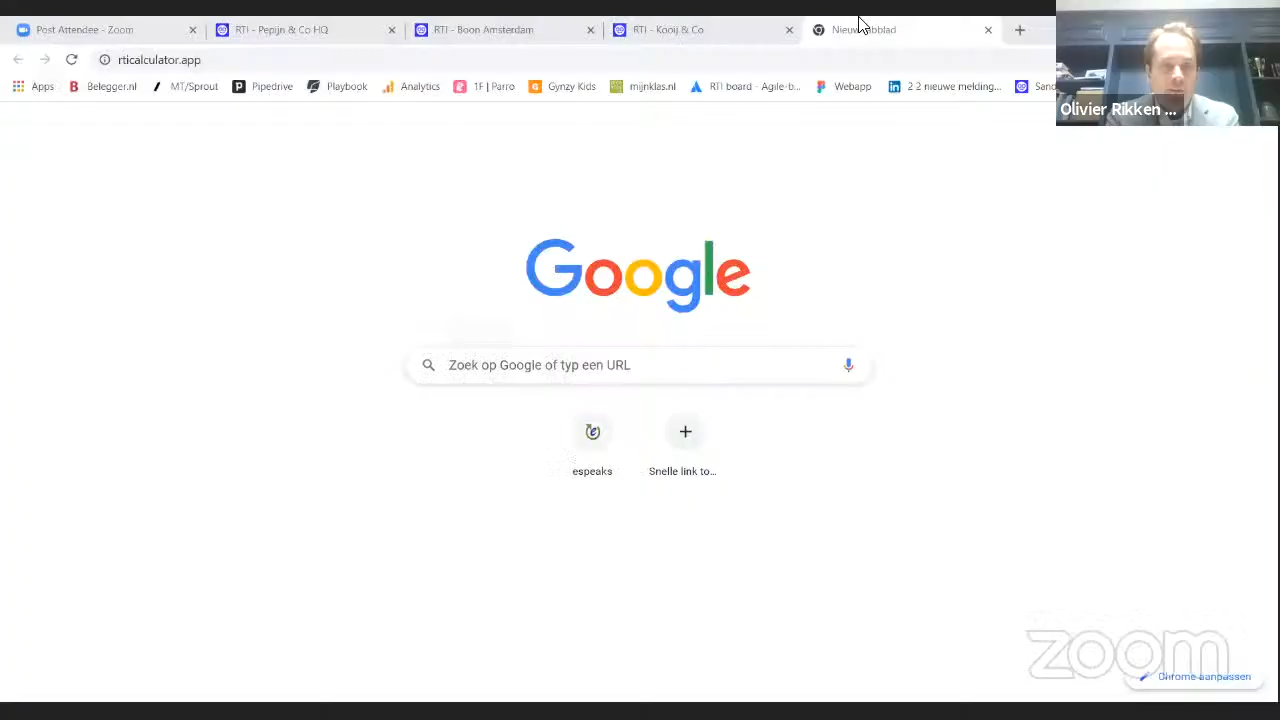 Post Attendee - Zoom
RTI - Pepijn & Co HQ
RTI - Boon Amsterdam
RTI - Kooij & Co
rticalculator.app
Apps
Belegger.nl
MT/Sprout
Pipedrive
Playbook
Analytics
1F | Parro
Gynzy Kids
mijnklas.nl
RTI board - Agile-b...
Webapp
2 2 nieuwe melding...
Olivier Rikken ...
Google
Zoek op Google of typ een URL
espeaks
Snelle link to...
zoom
Chrome aanpassen